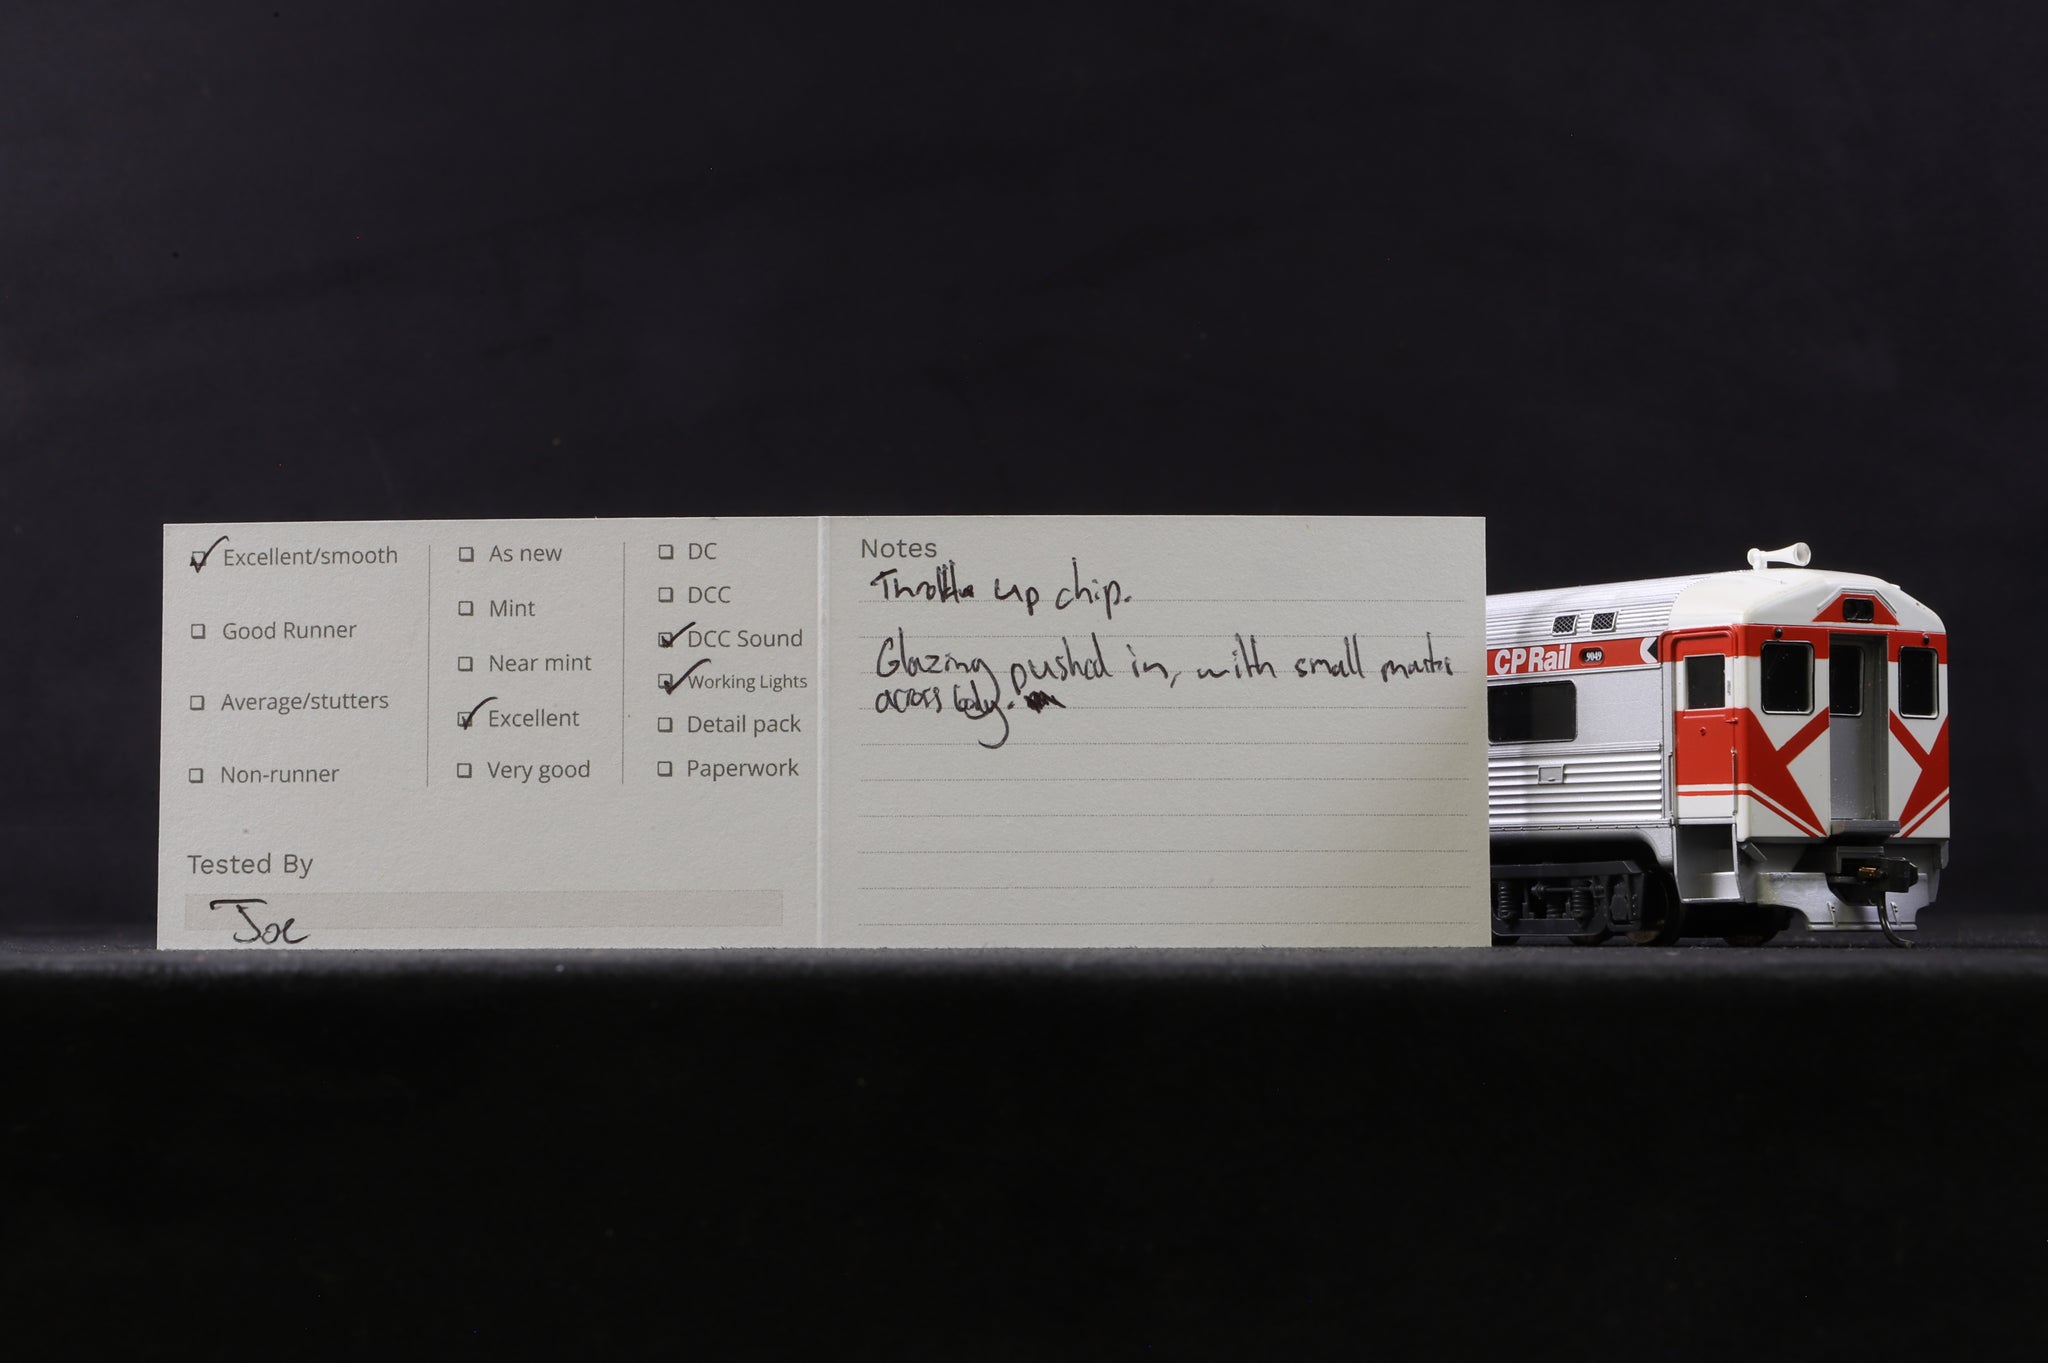 Excellent/smooth
Good Runner
Average/stutters
Non-runner
As new
Mint
Near mint
Excellent
Very good
DC
DCC
DCC Sound
Working Lights
Detail pack
Paperwork
Tested By
Joe
Notes
Throttle up chip.
Glazing pushed in, with small marks
across body.
CP Rail 9049